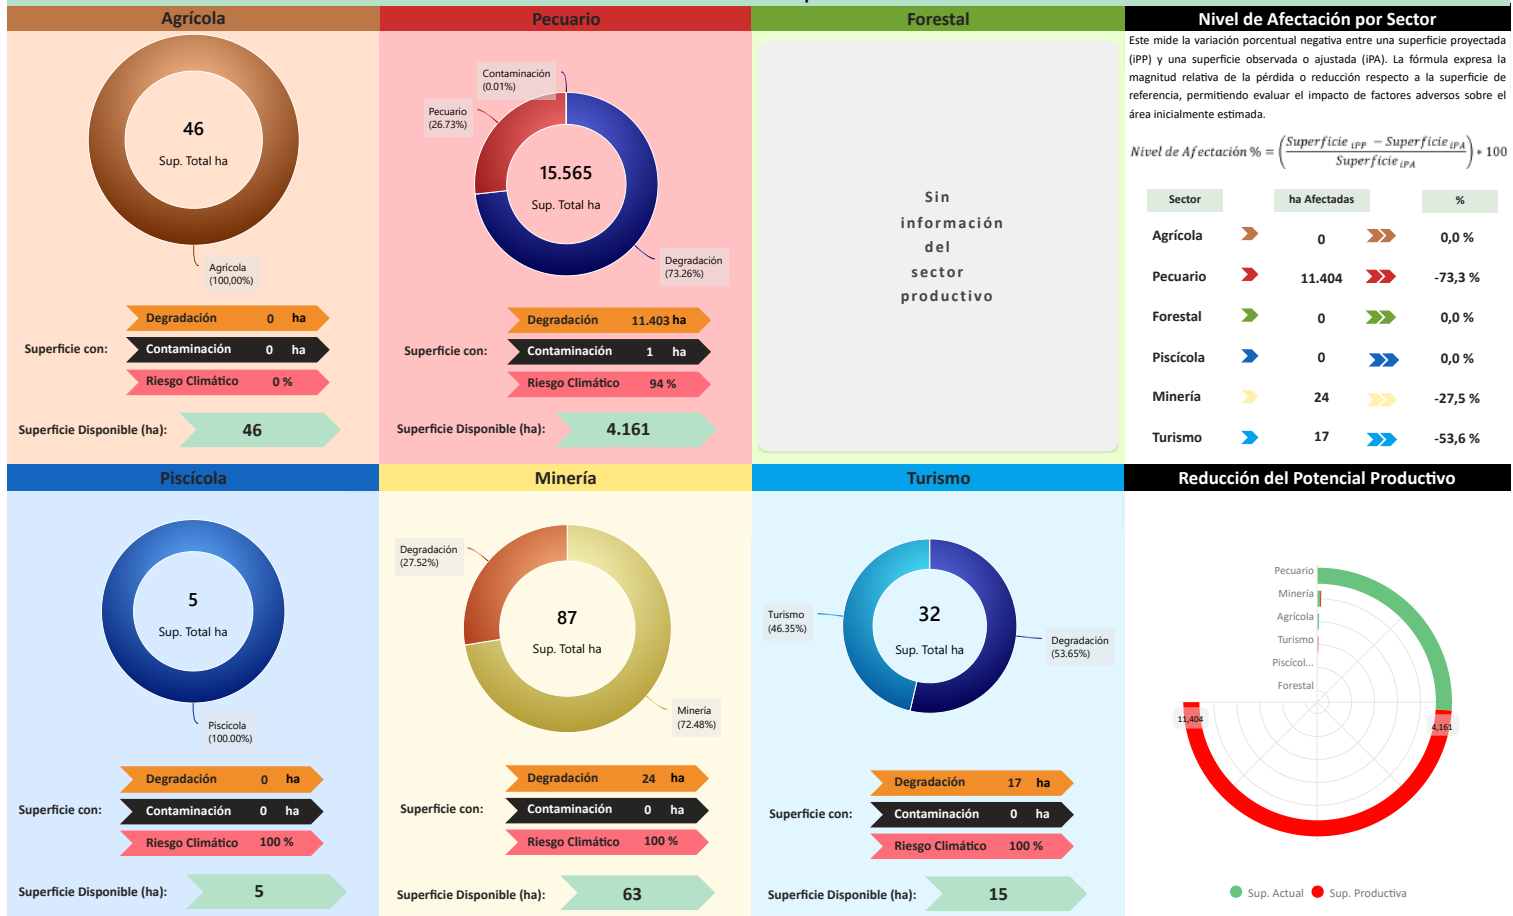 Agrícola
46
Sup. Total ha
Agrícola
(100,00%)
Superficie con:
Degradación 0 ha
Contaminación 0 ha
Riesgo Climático 0 %
Superficie Disponible (ha): 46
Pecuario
Contaminación
(0.01%)
Pecuario
(26.73%)
15.565
Sup. Total ha
Degradación
(73.26%)
Superficie con:
Degradación 11.403 ha
Contaminación 1 ha
Riesgo Climático 94 %
Superficie Disponible (ha): 4.161
Forestal
Sin
información
del
sector
productivo
Nivel de Afectación por Sector
Este mide la variación porcentual negativa entre una superficie proyectada
(iPP) y una superficie observada o ajustada (iPA). La fórmula expresa la
magnitud relativa de la pérdida o reducción respecto a la superficie de
referencia, permitiendo evaluar el impacto de factores adversos sobre el
área inicialmente estimada.
Nivel de Afectación % = (Superficie iPP − Superficie iPA / Superficie iPA) * 100
Sector ha Afectadas %
Agrícola 0 0,0 %
Pecuario 11.404 -73,3 %
Forestal 0 0,0 %
Piscícola 0 0,0 %
Minería 24 -27,5 %
Turismo 17 -53,6 %
Piscícola
5
Sup. Total ha
Piscícola
(100.00%)
Superficie con:
Degradación 0 ha
Contaminación 0 ha
Riesgo Climático 100 %
Superficie Disponible (ha): 5
Minería
Degradación
(27.52%)
87
Sup. Total ha
Minería
(72.48%)
Superficie con:
Degradación 24 ha
Contaminación 0 ha
Riesgo Climático 100 %
Superficie Disponible (ha): 63
Turismo
Turismo
(46.35%)
32
Sup. Total ha
Degradación
(53.65%)
Superficie con:
Degradación 17 ha
Contaminación 0 ha
Riesgo Climático 100 %
Superficie Disponible (ha): 15
Reducción del Potencial Productivo
Pecuario
Minería
Agrícola
Turismo
Piscícol...
Forestal
11,404
4,161
Sup. Actual Sup. Productiva